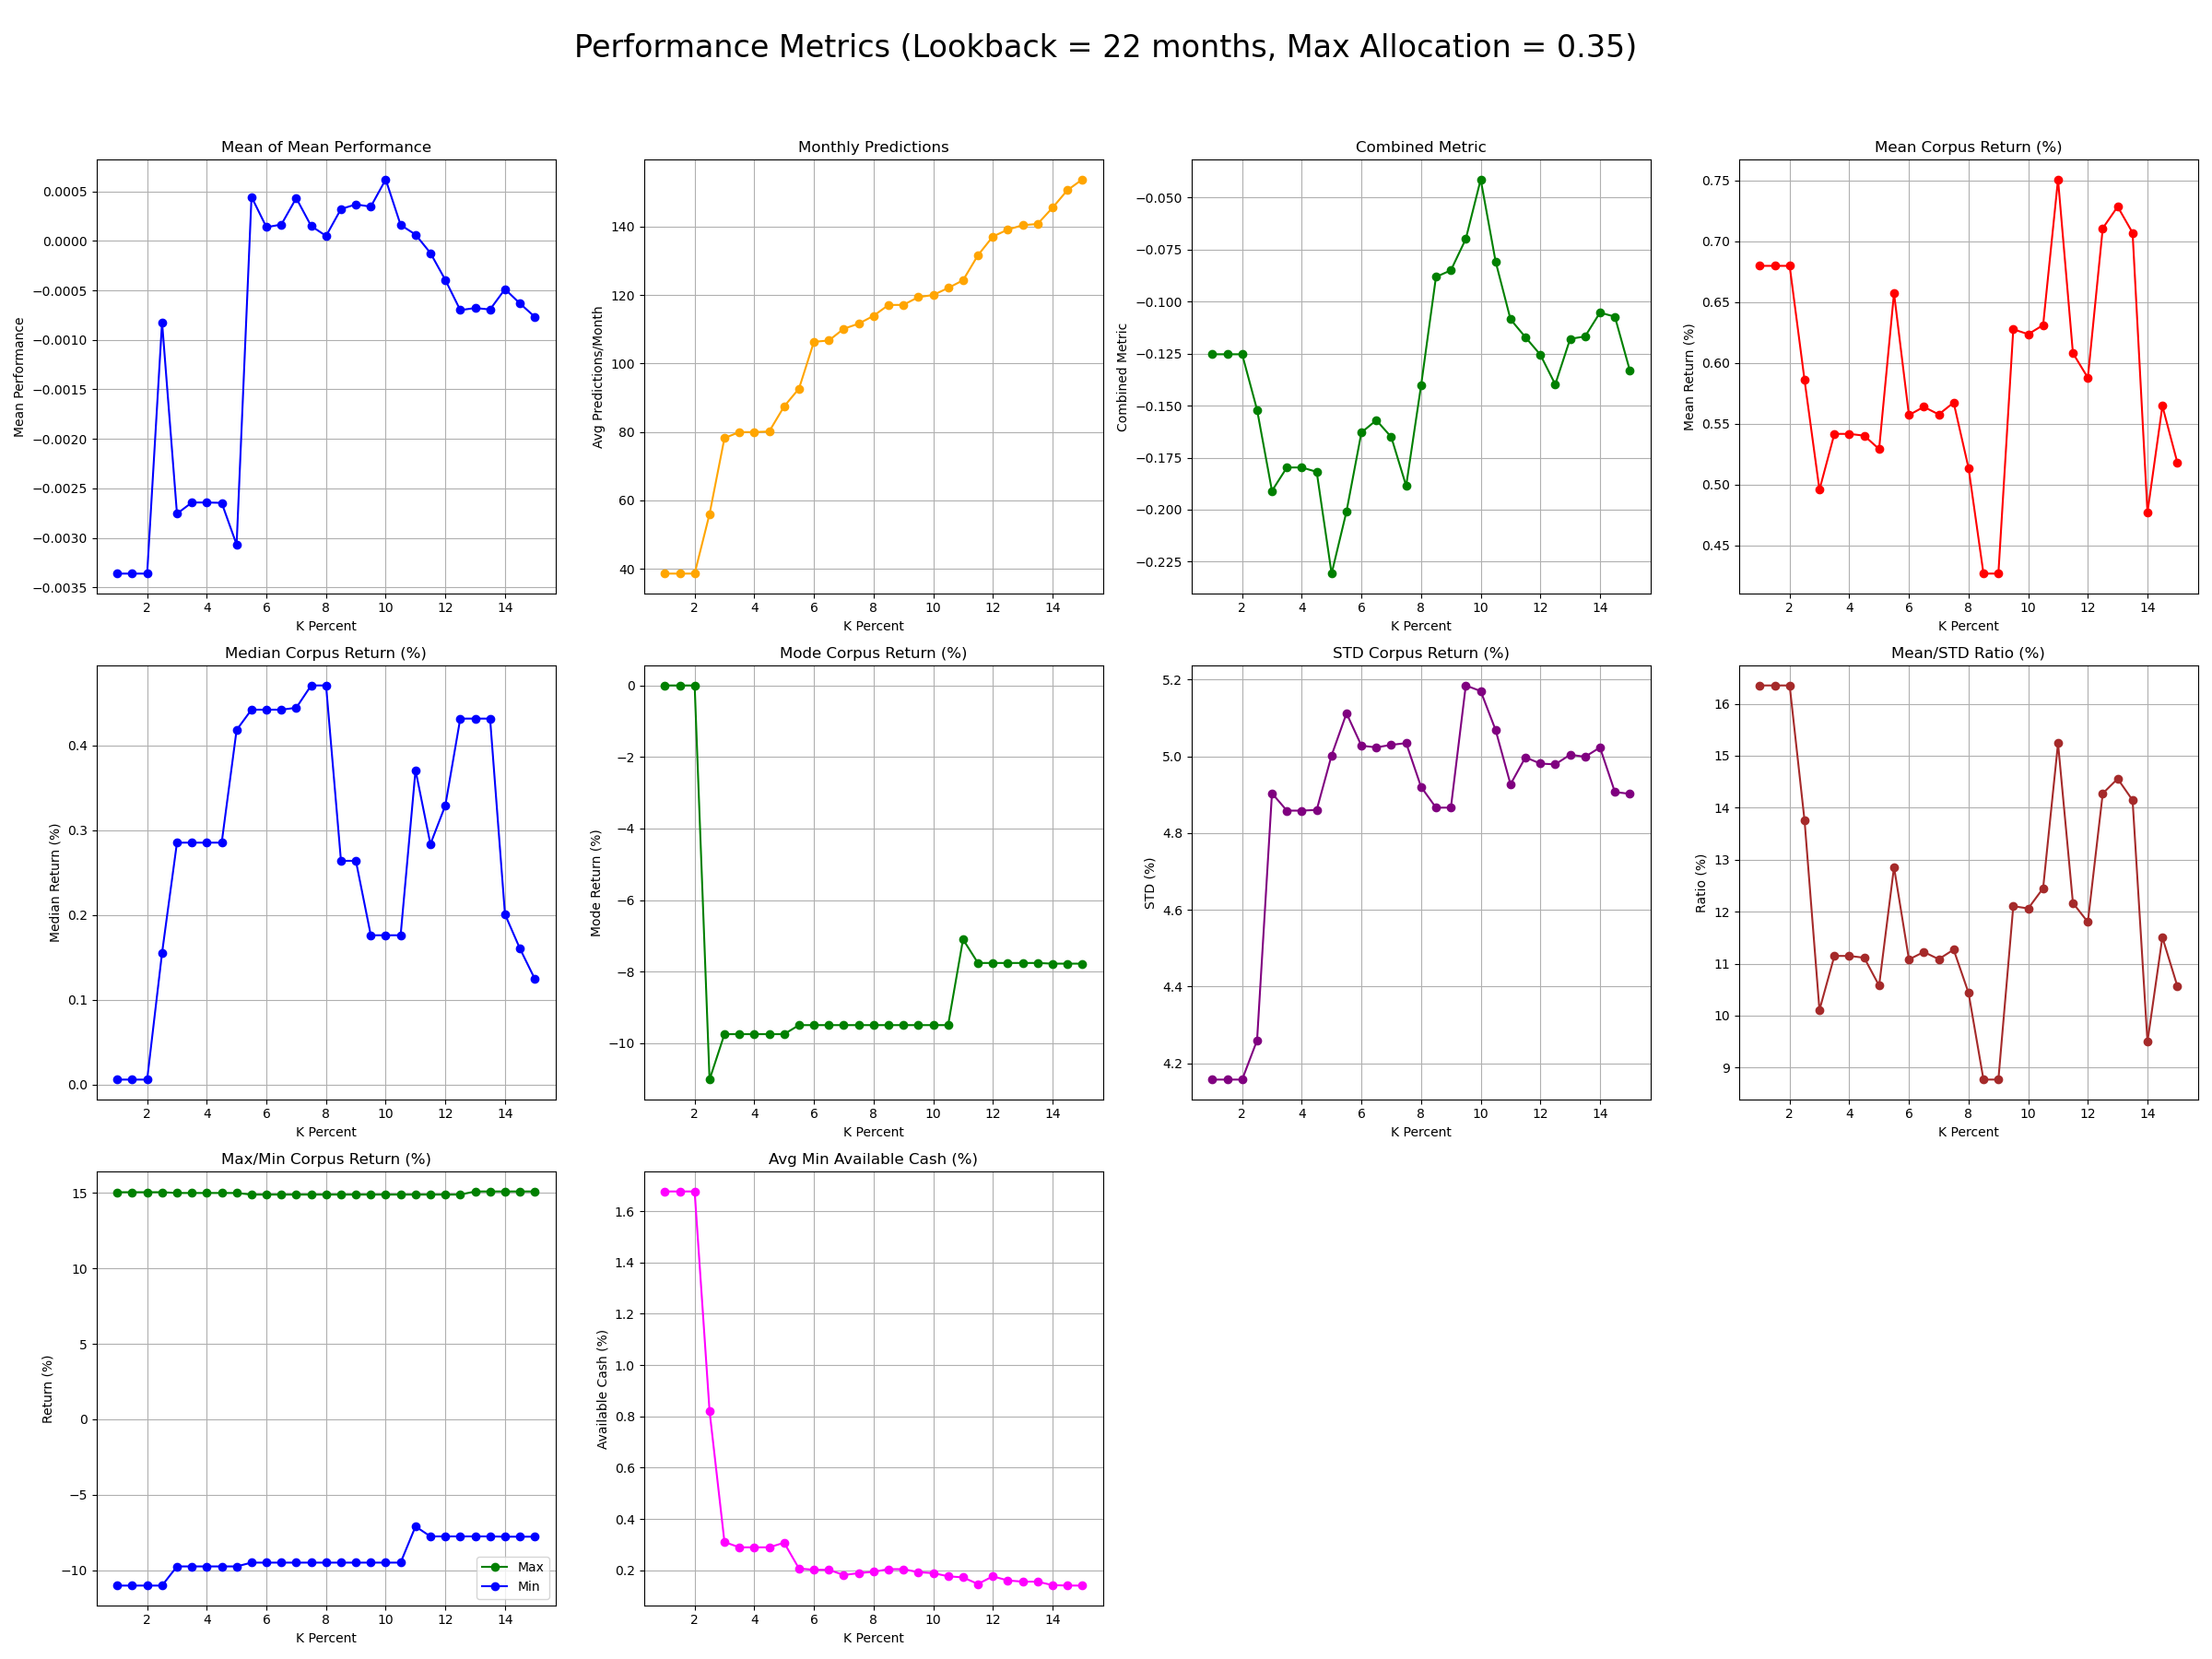 Performance Metrics (Lookback = 22 months, Max Allocation = 0.35)
Mean of Mean Performance
Mean Performance
0.0005
0.0000
−0.0005
−0.0010
−0.0015
−0.0020
−0.0025
−0.0030
−0.0035
2 4 6 8 10 12 14
K Percent
Monthly Predictions
Avg Predictions/Month
140
120
100
80
60
40
2 4 6 8 10 12 14
K Percent
Combined Metric
Combined Metric
−0.050
−0.075
−0.100
−0.125
−0.150
−0.175
−0.200
−0.225
2 4 6 8 10 12 14
K Percent
Mean Corpus Return (%)
Mean Return (%)
0.75
0.70
0.65
0.60
0.55
0.50
0.45
2 4 6 8 10 12 14
K Percent
Median Corpus Return (%)
Median Return (%)
0.4
0.3
0.2
0.1
0.0
2 4 6 8 10 12 14
K Percent
Mode Corpus Return (%)
Mode Return (%)
0
−2
−4
−6
−8
−10
2 4 6 8 10 12 14
K Percent
STD Corpus Return (%)
STD (%)
5.2
5.0
4.8
4.6
4.4
4.2
2 4 6 8 10 12 14
K Percent
Mean/STD Ratio (%)
Ratio (%)
16
15
14
13
12
11
10
9
2 4 6 8 10 12 14
K Percent
Max/Min Corpus Return (%)
Return (%)
15
10
5
0
−5
−10
Max
Min
2 4 6 8 10 12 14
K Percent
Avg Min Available Cash (%)
Available Cash (%)
1.6
1.4
1.2
1.0
0.8
0.6
0.4
0.2
2 4 6 8 10 12 14
K Percent